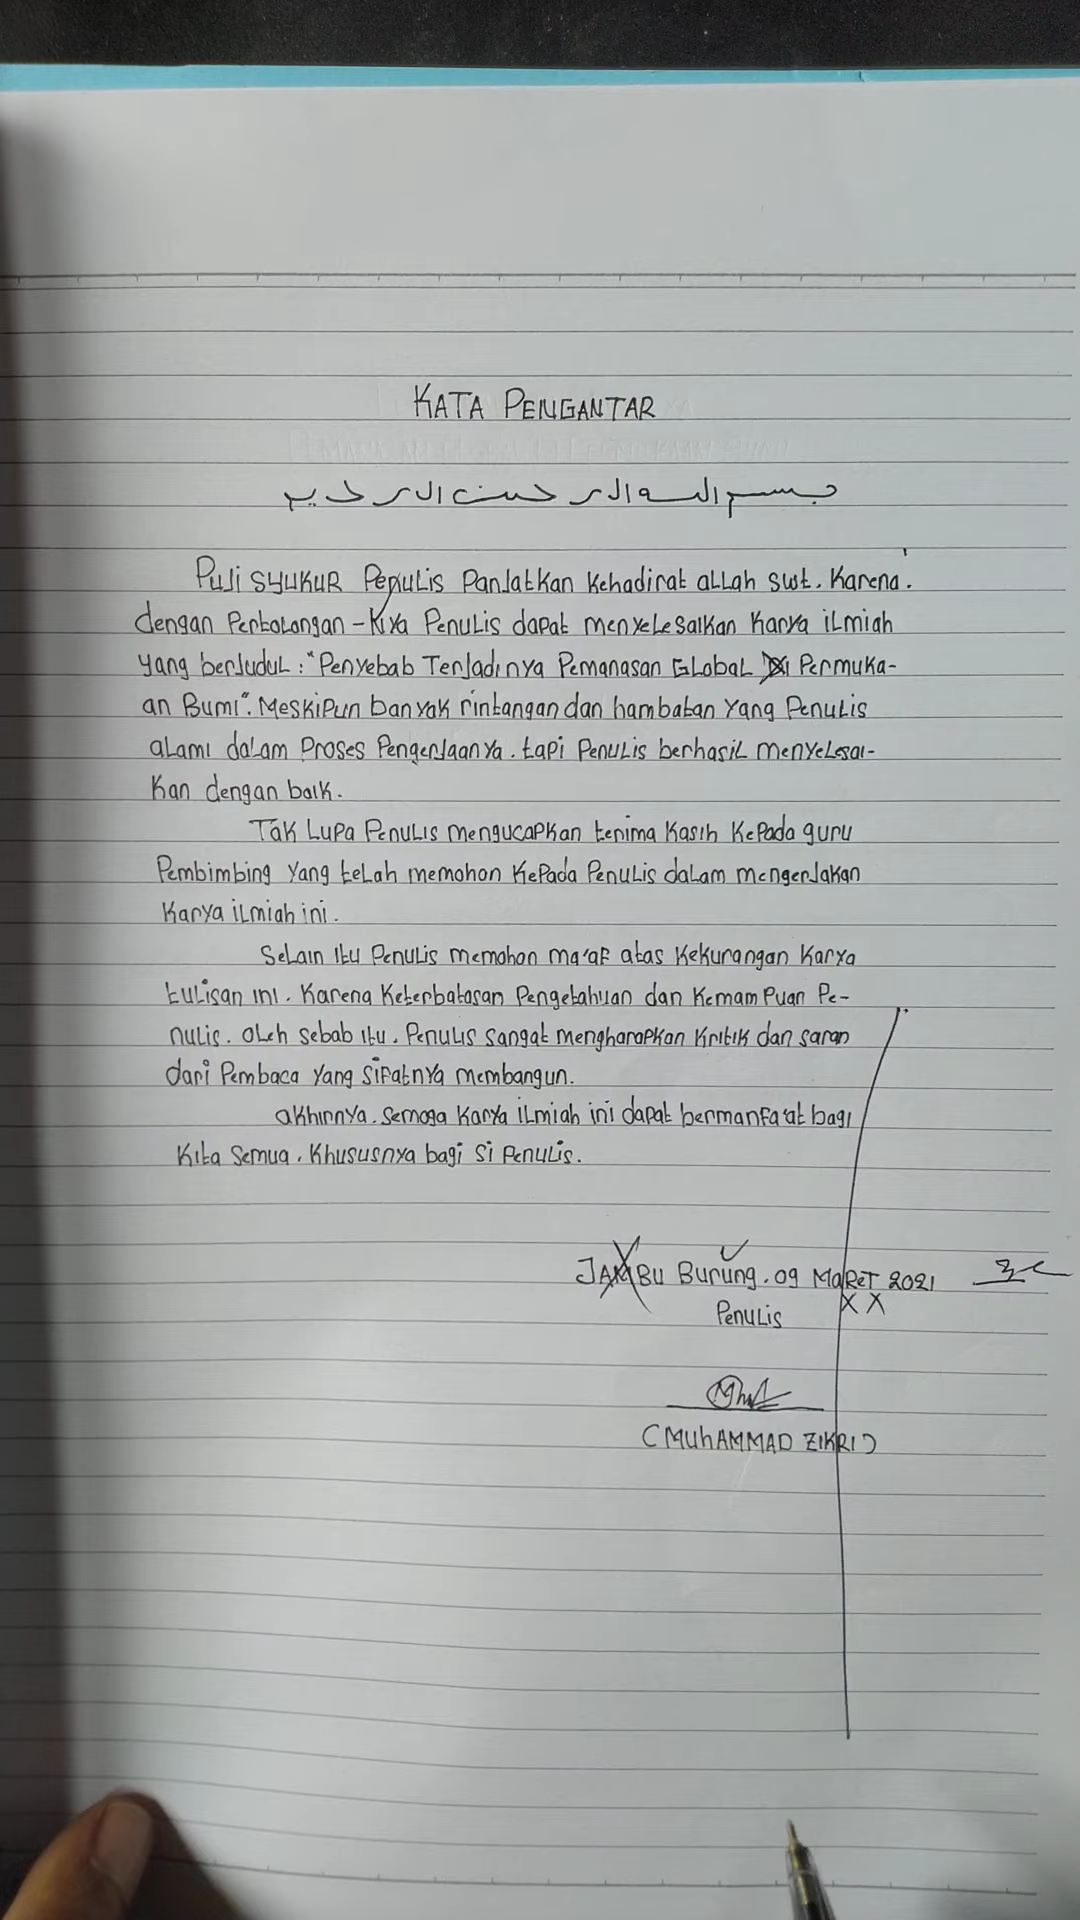 KATA PENGANTAR
بسم الله الرحمن الرحيم
Puji syukur Penulis Panjatkan Kehadirat allah swt. Karena.
dengan Pertolongan-Nya Penulis dapat menyelesaikan Karya ilmiah
yang berjudul : "Penyebab Terjadinya Pemanasan Global Di Permuka-
an Bumi". Meskipun banyak rintangan dan hambatan yang Penulis
alami dalam Proses Pengerjaanya. tapi Penulis berhasil menyelesai-
kan dengan baik.
Tak Lupa Penulis mengucapkan terima Kasih Kepada guru
Pembimbing yang telah memohon Kepada Penulis dalam mengerjakan
Karya ilmiah ini.
Selain itu Penulis memohon ma'af atas Kekurangan Karya
tulisan ini. Karena Keterbatasan Pengetahuan dan Kemampuan Pe-
nulis. Oleh sebab itu. Penulis sangat mengharapkan Kritik dan saran
dari Pembaca yang sifatnya membangun.
akhirnya. semoga Karya ilmiah ini dapat bermanfa'at bagi
Kita semua. Khususnya bagi si Penulis.
JAMBU Burung. 09 MaRET 2021
Penulis
(MUhAMMAD ZIKRI)